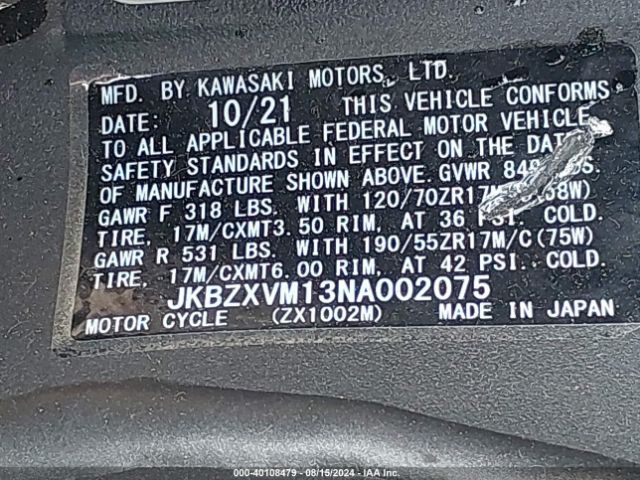 MFD. BY KAWASAKI MOTORS, LTD.
DATE: 10/21 THIS VEHICLE CONFORMS
TO ALL APPLICABLE FEDERAL MOTOR VEHICLE
SAFETY STANDARDS IN EFFECT ON THE DATE
OF MANUFACTURE SHOWN ABOVE. GVWR
GAWR F 318 LBS. WITH 120/70ZR17M/C(58W)
TIRE, 17M/CXMT3.50 RIM, AT 36 PSI. COLD.
GAWR R 531 LBS. WITH 190/55ZR17M/C(75W)
TIRE, 17M/CXMT6.00 RIM, AT 42 PSI. COLD.
JKBZXVM13NA002075
MOTOR CYCLE (ZX1002M) MADE IN JAPAN
000-40108479 - 08/15/2024 - IAA Inc.